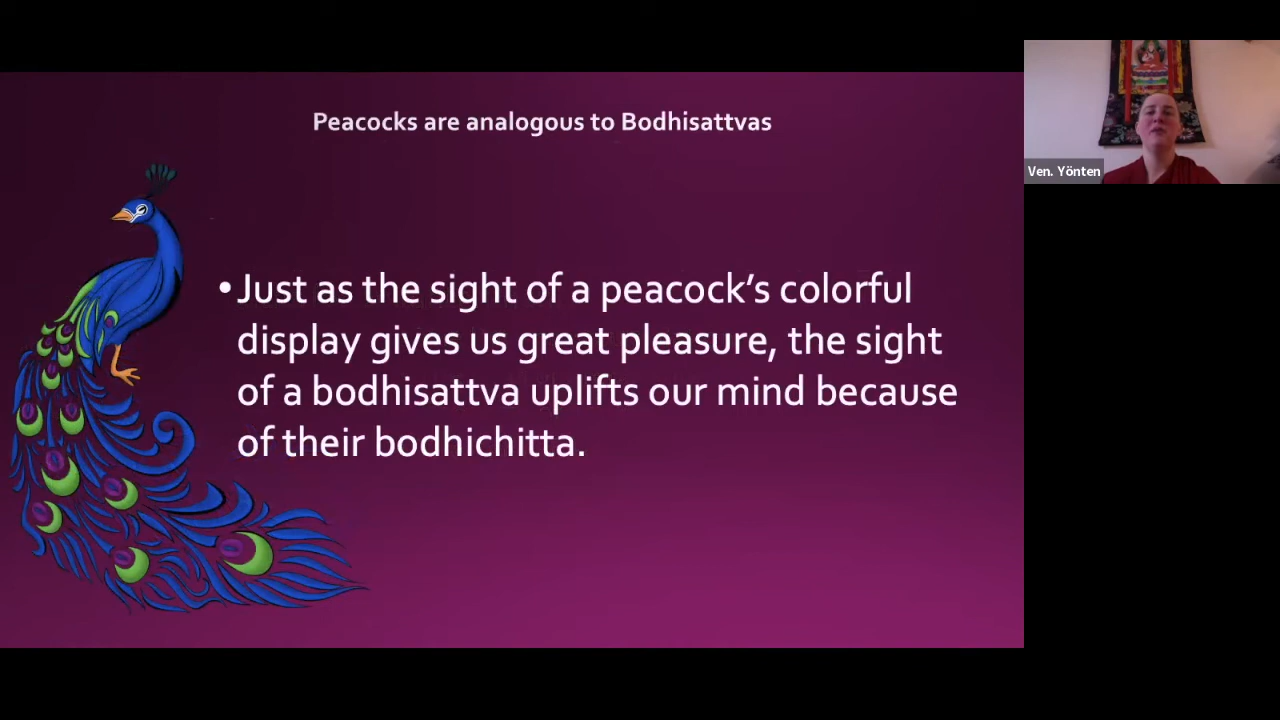 Peacocks are analogous to Bodhisattvas
•Just as the sight of a peacock’s colorful
display gives us great pleasure, the sight
of a bodhisattva uplifts our mind because
of their bodhichitta.
Ven. Yönten